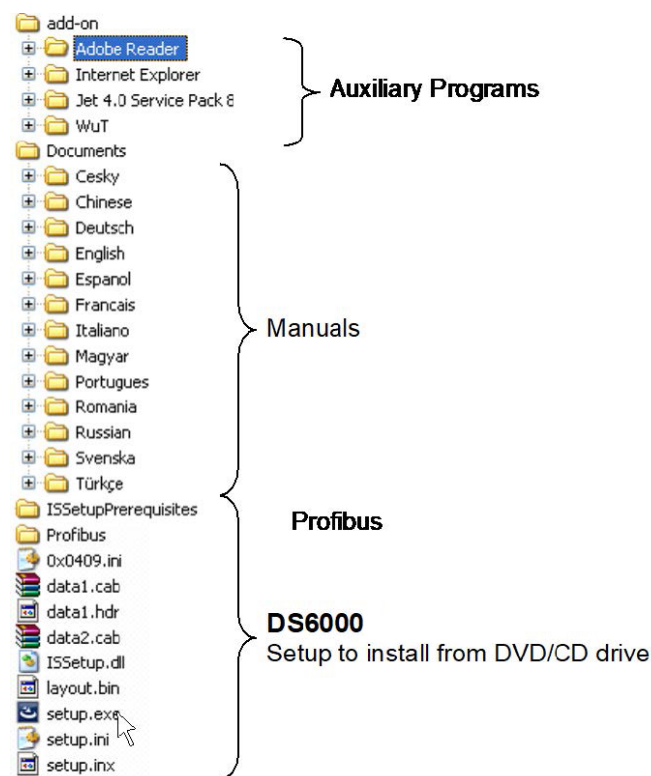 add-on
Adobe Reader
Internet Explorer
Jet 4.0 Service Pack 8
WuT
Auxiliary Programs
Documents
Cesky
Chinese
Deutsch
English
Espanol
Francais
Italiano
Magyar
Portugues
Romania
Russian
Svenska
Türkçe
Manuals
ISSetupPrerequisites
Profibus
0x0409.ini
data1.cab
data1.hdr
data2.cab
ISSetup.dll
layout.bin
setup.exe
setup.ini
setup.inx
Profibus
DS6000
Setup to install from DVD/CD drive